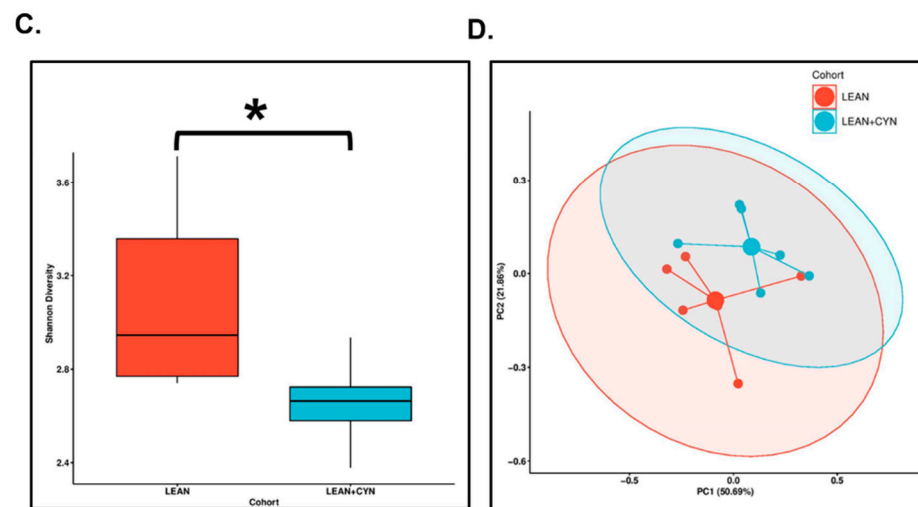 C.
*
Shannon Diversity
3.6
3.2
2.8
2.4
LEAN
LEAN+CYN
Cohort
D.
Cohort
LEAN
LEAN+CYN
PC2 (21.86%)
0.3
0.0
−0.3
−0.6
−0.5
0.0
0.5
PC1 (50.69%)